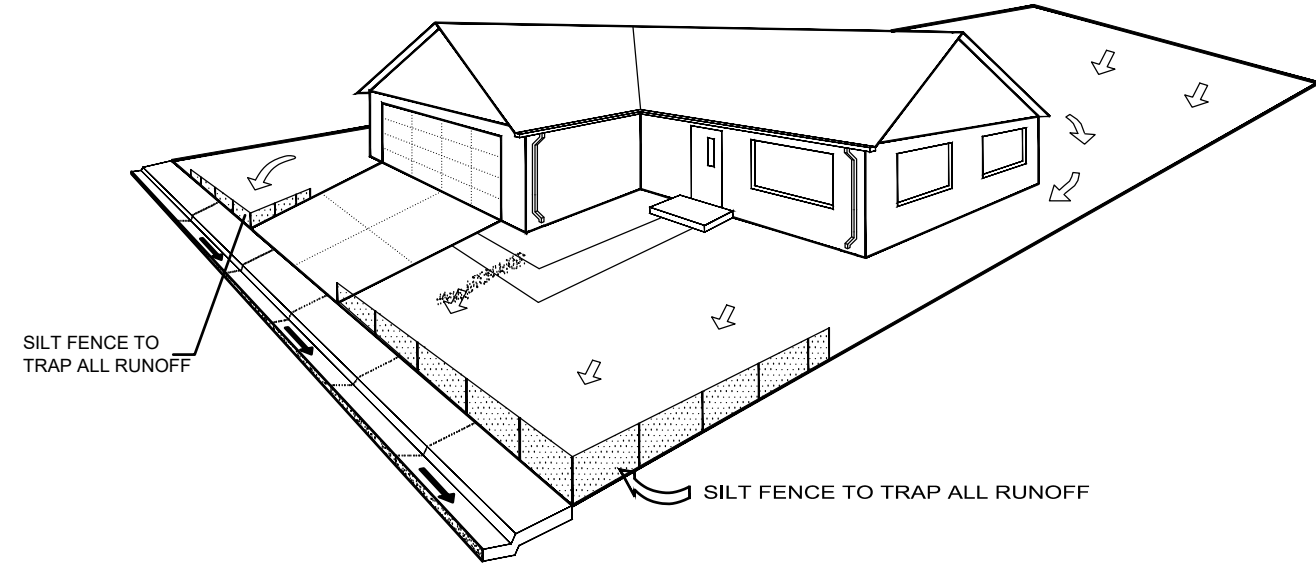 SILT FENCE TO
TRAP ALL RUNOFF
SILT FENCE TO TRAP ALL RUNOFF